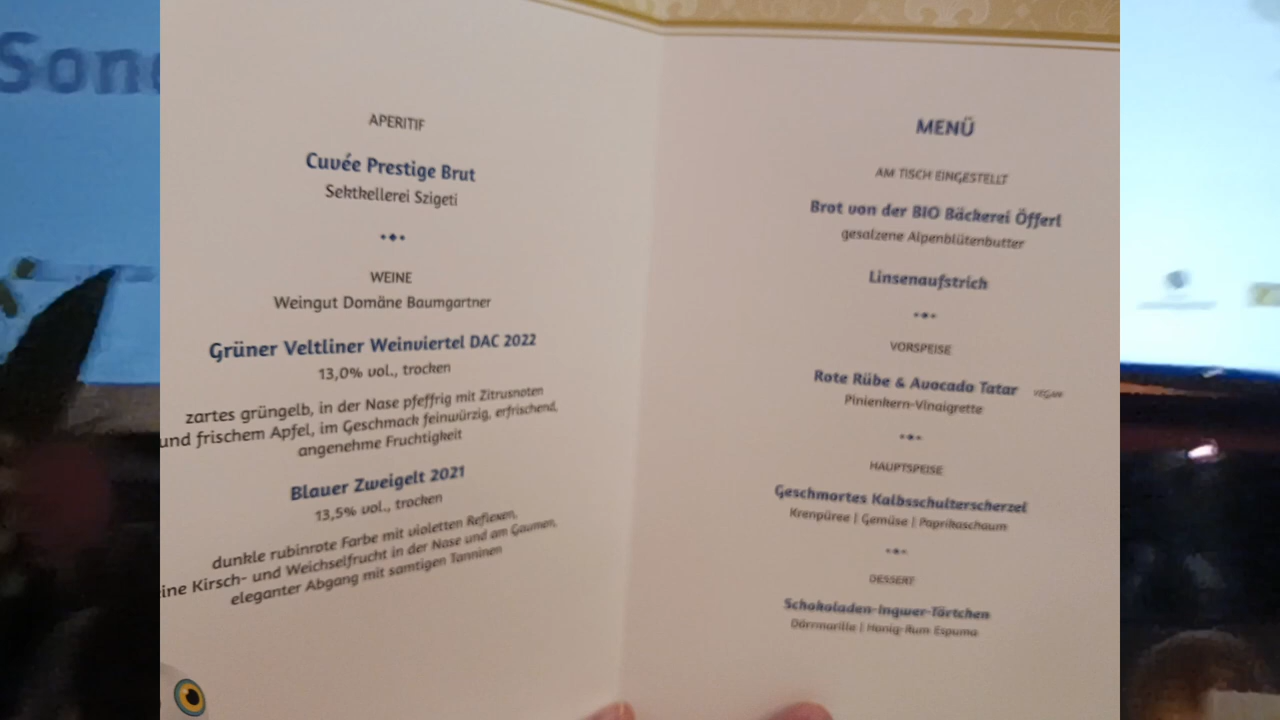 Son
APERITIF
Cuvée Prestige Brut
Sektkellerei Szigeti
WEINE
Weingut Domäne Baumgartner
Grüner Veltliner Weinviertel DAC 2022
13,0% vol., trocken
zartes grüngelb, in der Nase pfeffrig mit Zitrusnoten
und frischem Apfel, im Geschmack feinwürzig, erfrischend,
angenehme Fruchtigkeit
Blauer Zweigelt 2021
13,5% vol., trocken
dunkle rubinrote Farbe mit violetten Reflexen,
ine Kirsch- und Weichselfrucht in der Nase und am Gaumen,
eleganter Abgang mit samtigen Tanninen
MENÜ
AM TISCH EINGESTELLT
Brot von der BIO Bäckerei Öfferl
gesalzene Alpenblütenbutter
Linsenaufstrich
VORSPEISE
Rote Rübe & Avocado Tatar VEGAN
Pinienkern-Vinaigrette
HAUPTSPEISE
Geschmortes Kalbsschulterscherzel
Krenpüree | Gemüse | Paprikaschaum
DESSERT
Schokoladen-Ingwer-Törtchen
Dörrmarille | Honig-Rum Espuma